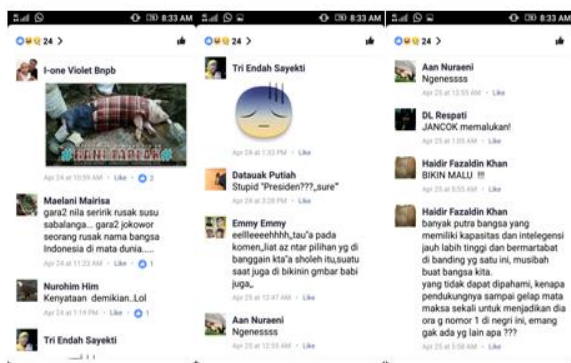 8:33 AM
24 >
I-one Violet Bnpb
Apr 24 at 10:59 AM · Like · 2
Maelani Mairisa
gara2 nila seririk rusak susu
sabalanga... gara2 jokowor
seorang rusak nama bangsa
Indonesia di mata dunia.....
Apr 24 at 11:23 AM · Like · 1
Nurohim Him
Kenyataan demikian..Lol
Apr 24 at 1:19 PM · Like · 1
Tri Endah Sayekti
8:33 AM
24 >
Tri Endah Sayekti
Apr 24 at 1:33 PM · Like
Datauak Putiah
Stupid "Presiden???,,sure"
Apr 24 at 3:28 PM · Like
Emmy Emmy
eeilleeeehhhh,,tau"a pada
komen,,liat az ntar pilihan yg di
banggain kta"a sholeh itu,suatu
saat juga di bikinin gmbar babi
juga,,
Apr 25 at 12:47 AM · Like
Aan Nuraeni
Ngenessss
Apr 25 at 12:55 AM · Like
8:33 AM
24 >
Aan Nuraeni
Ngenessss
Apr 25 at 12:55 AM · Like
DL Respati
JANCOK memalukan!
Apr 25 at 1:05 AM · Like
Haidir Fazaldin Khan
BIKIN MALU !!!
Apr 25 at 5:55 AM · Like
Haidir Fazaldin Khan
banyak putra bangsa yang
memiliki kapasitas dan intelegensi
jauh lebih tinggi dan bermartabat
di banding yg satu ini, musibah
buat bangsa kita.
yang tidak dapat dipahami, kenapa
pendukungnya sampai gelap mata
maksa sekali untuk menjadikan dia
ora g nomor 1 di negri ini, emang
gak ada yg lain apa ???
Apr 25 at 5:58 AM · Like